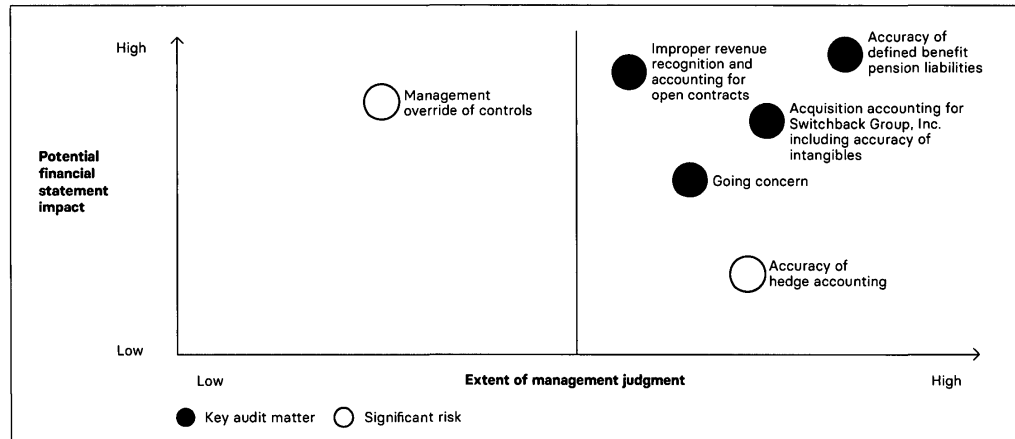 High
Potential
financial
statement
impact
Low
Management
override of controls
Improper revenue
recognition and
accounting for
open contracts
Accuracy of
defined benefit
pension liabilities
Acquisition accounting for
Switchback Group, Inc.
including accuracy of
intangibles
Going concern
Accuracy of
hedge accounting
Low
Extent of management judgment
High
Key audit matter
Significant risk